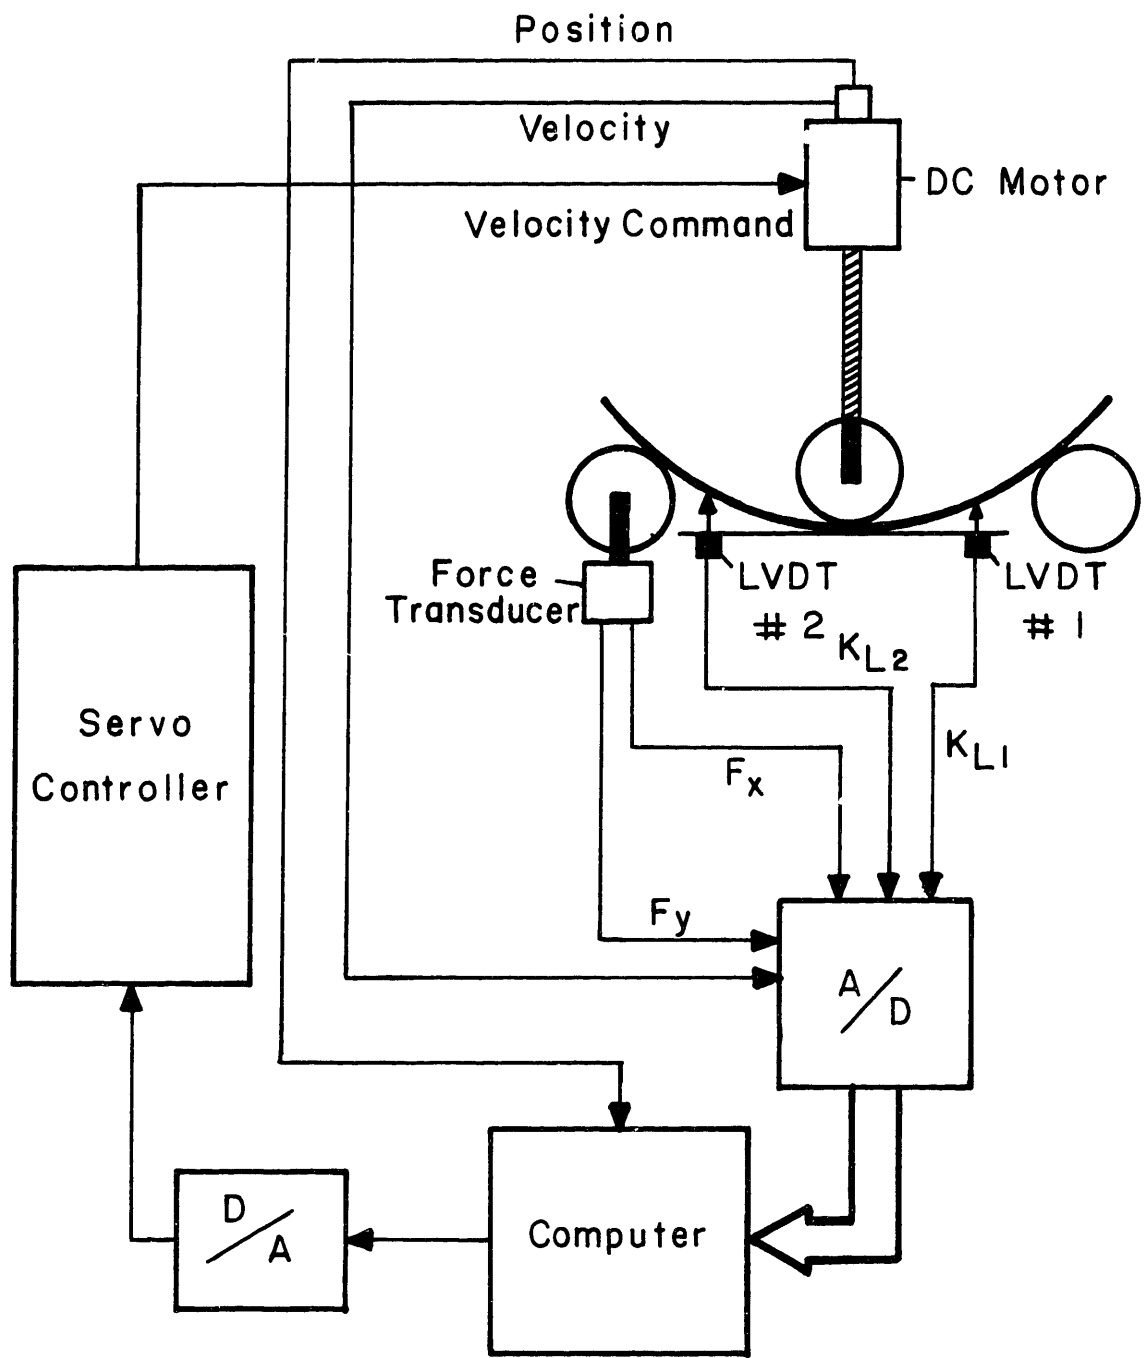 Position
Velocity
DC Motor
Velocity Command
Force
Transducer
LVDT
# 2
LVDT
# 1
KL2
KL1
Fx
Servo
Controller
Fy
A/D
D/A
Computer